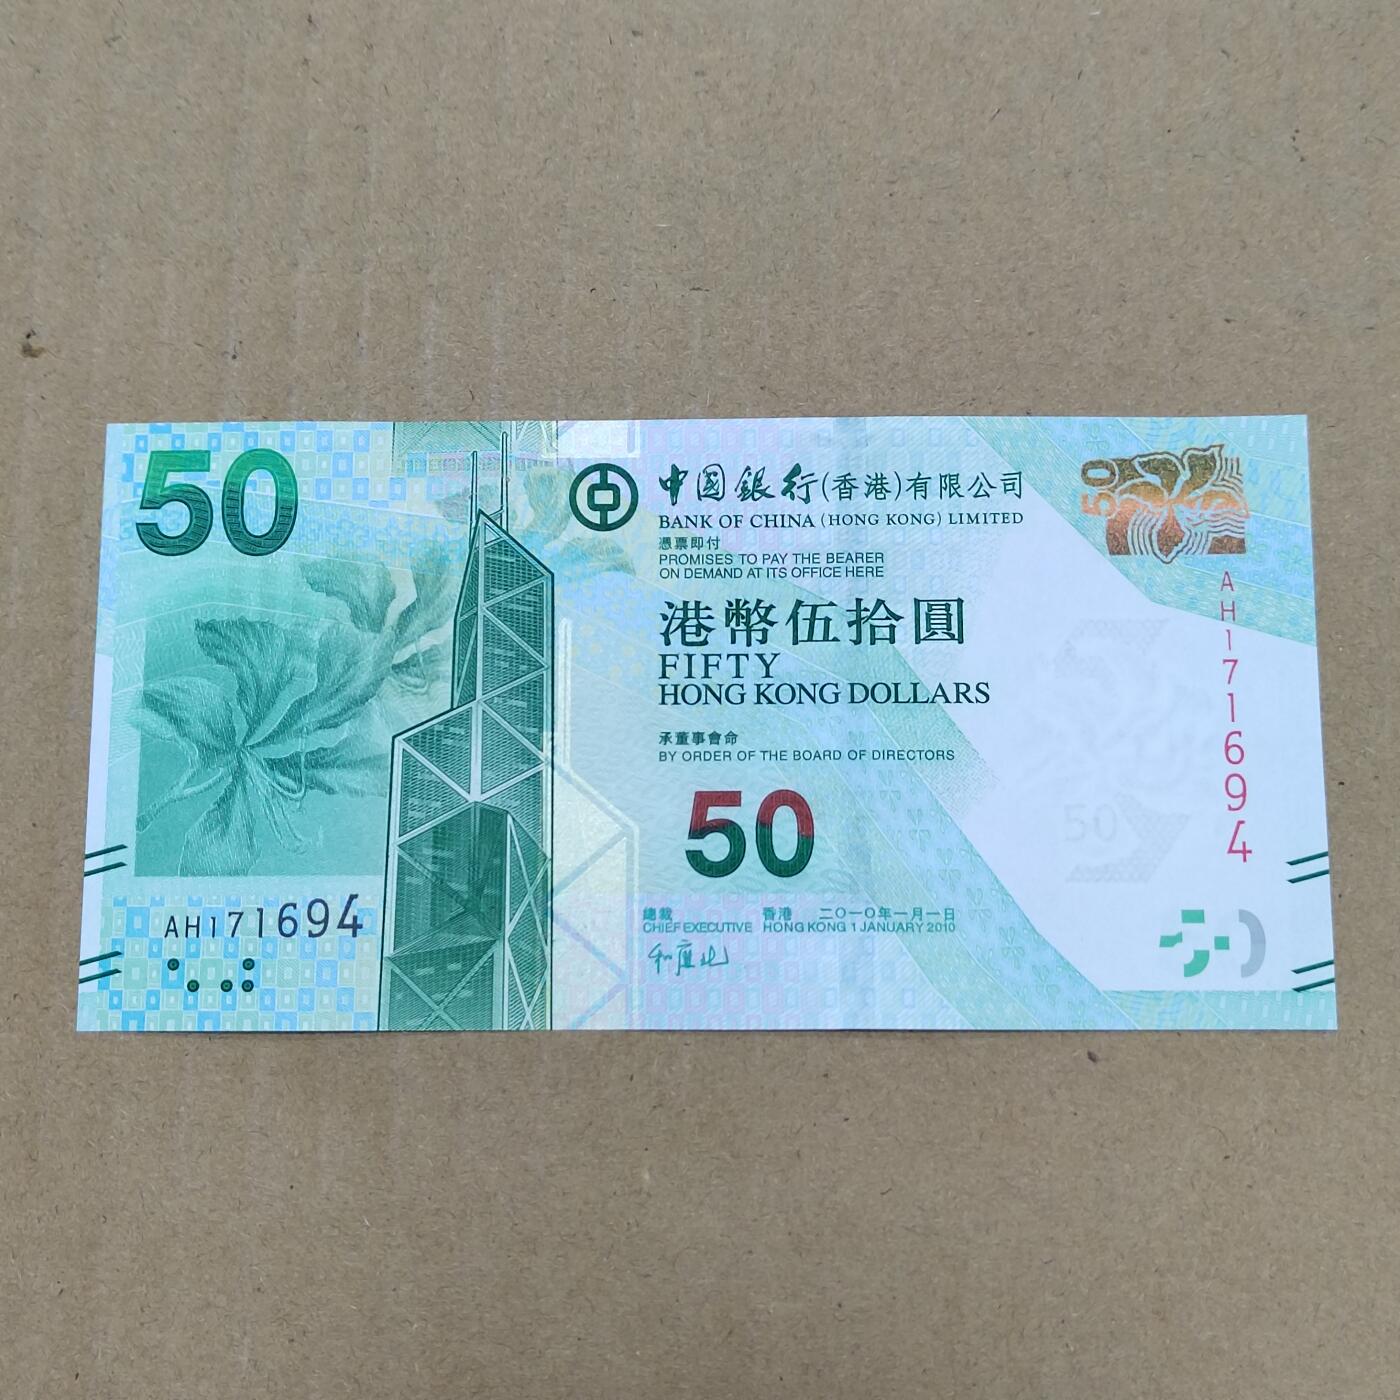 50
中国銀行(香港)有限公司
BANK OF CHINA (HONG KONG) LIMITED
憑票即付
PROMISES TO PAY THE BEARER
ON DEMAND AT ITS OFFICE HERE
港幣伍拾圓
FIFTY
HONG KONG DOLLARS
承董事會命
BY ORDER OF THE BOARD OF DIRECTORS
50
總裁 香港 二〇一〇年一月一日
CHIEF EXECUTIVE HONG KONG 1 JANUARY 2010
AH171694
50
AH171694
50